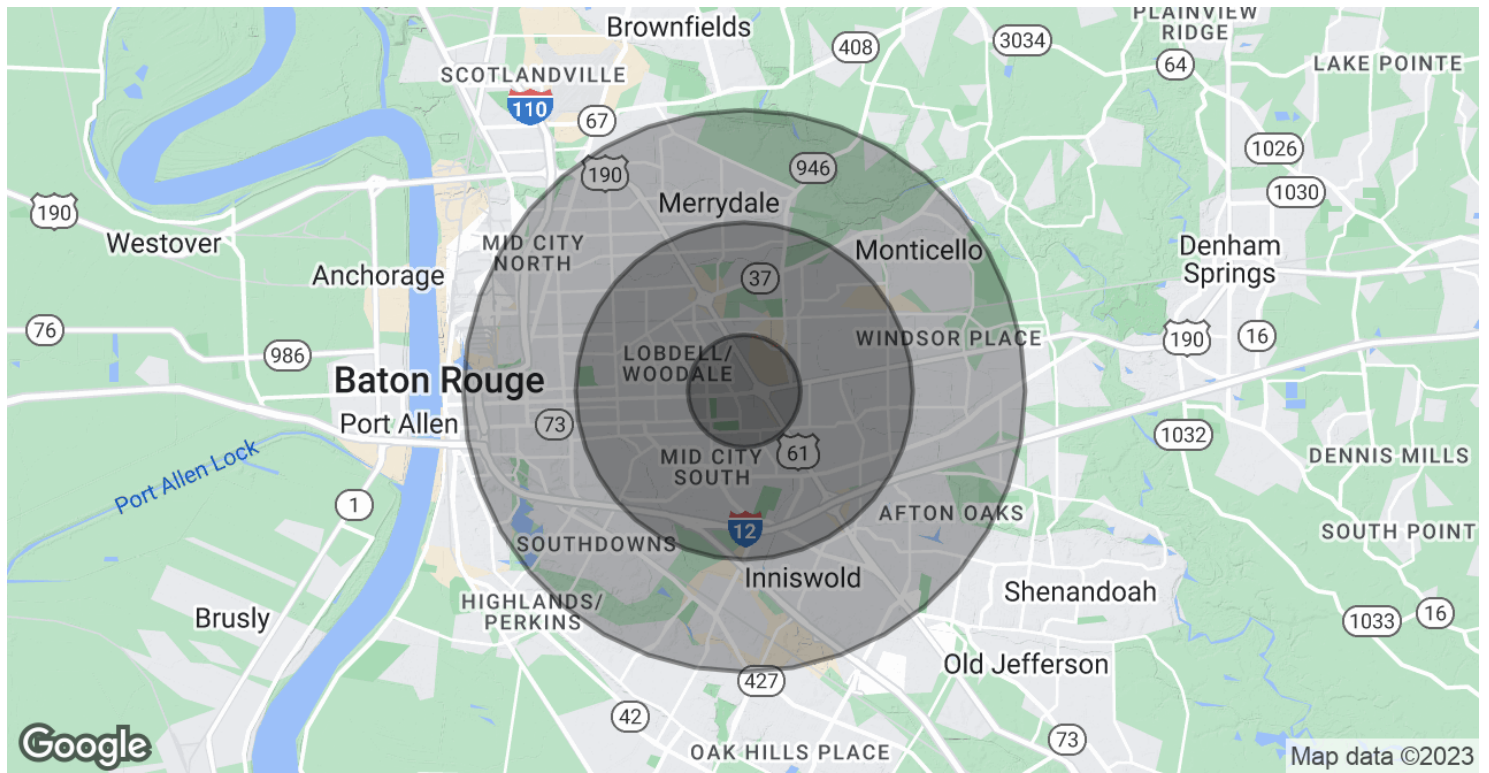 PLAINVIEW
RIDGE
Brownfields
408
3034
64
LAKE POINTE
SCOTLANDVILLE
110
67
1026
946
190
1030
190
Merrydale
Westover
MID CITY
NORTH
Monticello
Denham
Springs
Anchorage
37
76
986
WINDSOR PLACE
190
16
LOBDELL/
WOODALE
Baton Rouge
Port Allen
73
1032
MID CITY
SOUTH
61
DENNIS MILLS
Port Allen Lock
1
AFTON OAKS
12
SOUTH POINT
SOUTHDOWNS
Inniswold
Shenandoah
HIGHLANDS/
PERKINS
Brusly
1033
16
Old Jefferson
427
42
73
OAK HILLS PLACE
Google
Map data ©2023